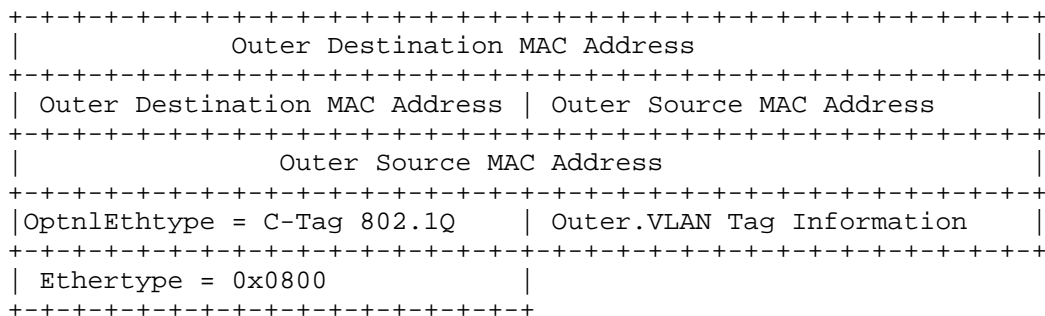 +-+-+-+-+-+-+-+-+-+-+-+-+-+-+-+-+-+-+-+-+-+-+-+-+-+-+-+-+-+-+-+-+
|             Outer Destination MAC Address                     |
+-+-+-+-+-+-+-+-+-+-+-+-+-+-+-+-+-+-+-+-+-+-+-+-+-+-+-+-+-+-+-+-+
| Outer Destination MAC Address | Outer Source MAC Address      |
+-+-+-+-+-+-+-+-+-+-+-+-+-+-+-+-+-+-+-+-+-+-+-+-+-+-+-+-+-+-+-+-+
|                Outer Source MAC Address                       |
+-+-+-+-+-+-+-+-+-+-+-+-+-+-+-+-+-+-+-+-+-+-+-+-+-+-+-+-+-+-+-+-+
|OptnlEthtype = C-Tag 802.1Q    | Outer.VLAN Tag Information    |
+-+-+-+-+-+-+-+-+-+-+-+-+-+-+-+-+-+-+-+-+-+-+-+-+-+-+-+-+-+-+-+-+
| Ethertype = 0x0800            |
+-+-+-+-+-+-+-+-+-+-+-+-+-+-+-+-+